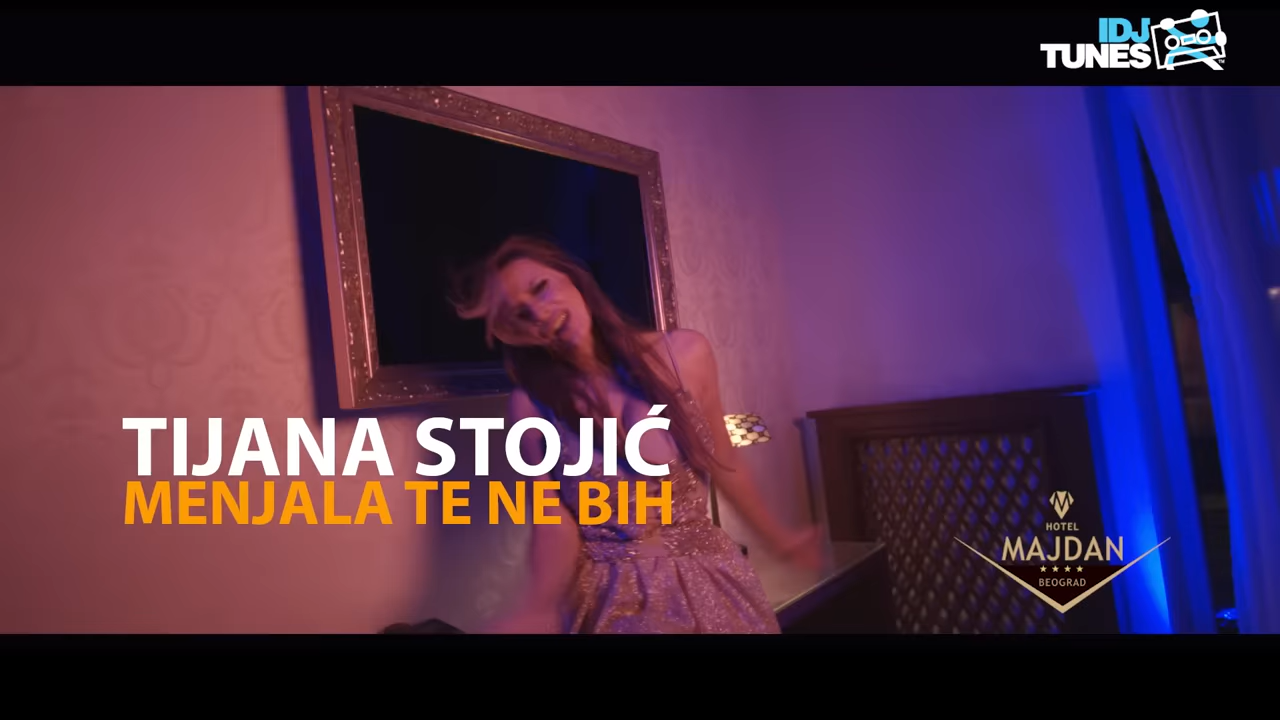 IDJ
TUNES
TIJANA STOJIĆ
MENJALA TE NE BIH
HOTEL
MAJDAN
BEOGRAD